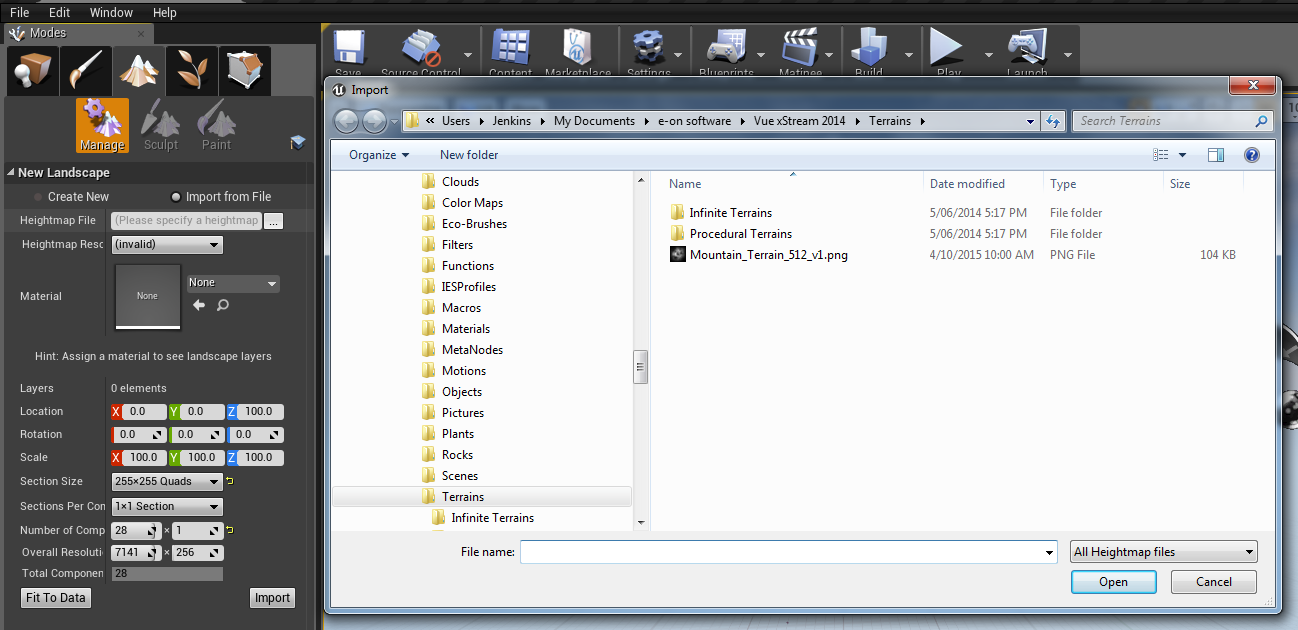 File Edit Window Help
Modes
Save Source Control Content Marketplace Settings Blueprints Matinee Build Play Launch
Manage Sculpt Paint
New Landscape
Create New Import from File
Heightmap File (Please specify a heightmap ...
Heightmap Resc (invalid)
Material None None
Hint: Assign a material to see landscape layers
Layers 0 elements
Location X 0.0 Y 0.0 Z 100.0
Rotation 0.0 0.0 0.0
Scale X 100.0 Y 100.0 Z 100.0
Section Size 255×255 Quads
Sections Per Con 1×1 Section
Number of Comp 28 × 1
Overall Resoluti 7141 × 256
Total Componen 28
Fit To Data Import
Import
« Users Jenkins My Documents e-on software Vue xStream 2014 Terrains Search Terrains
Organize New folder
Clouds
Color Maps
Eco-Brushes
Filters
Functions
IESProfiles
Macros
Materials
MetaNodes
Motions
Objects
Pictures
Plants
Rocks
Scenes
Terrains
Infinite Terrains
Name Date modified Type Size
Infinite Terrains 5/06/2014 5:17 PM File folder
Procedural Terrains 5/06/2014 5:17 PM File folder
Mountain_Terrain_512_v1.png 4/10/2015 10:00 AM PNG File 104 KB
File name: All Heightmap files
Open Cancel
10